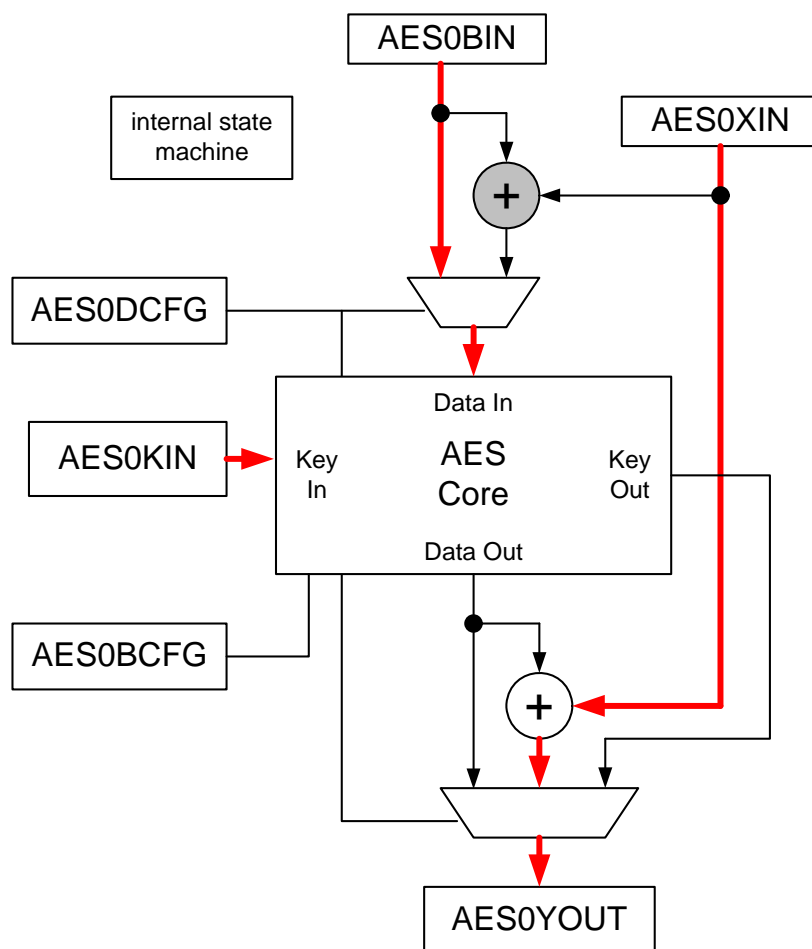 AES0BIN
internal state
machine
AES0XIN
+
AES0DCFG
Data In
AES0KIN
Key
In
AES
Core
Key
Out
Data Out
AES0BCFG
+
AES0YOUT